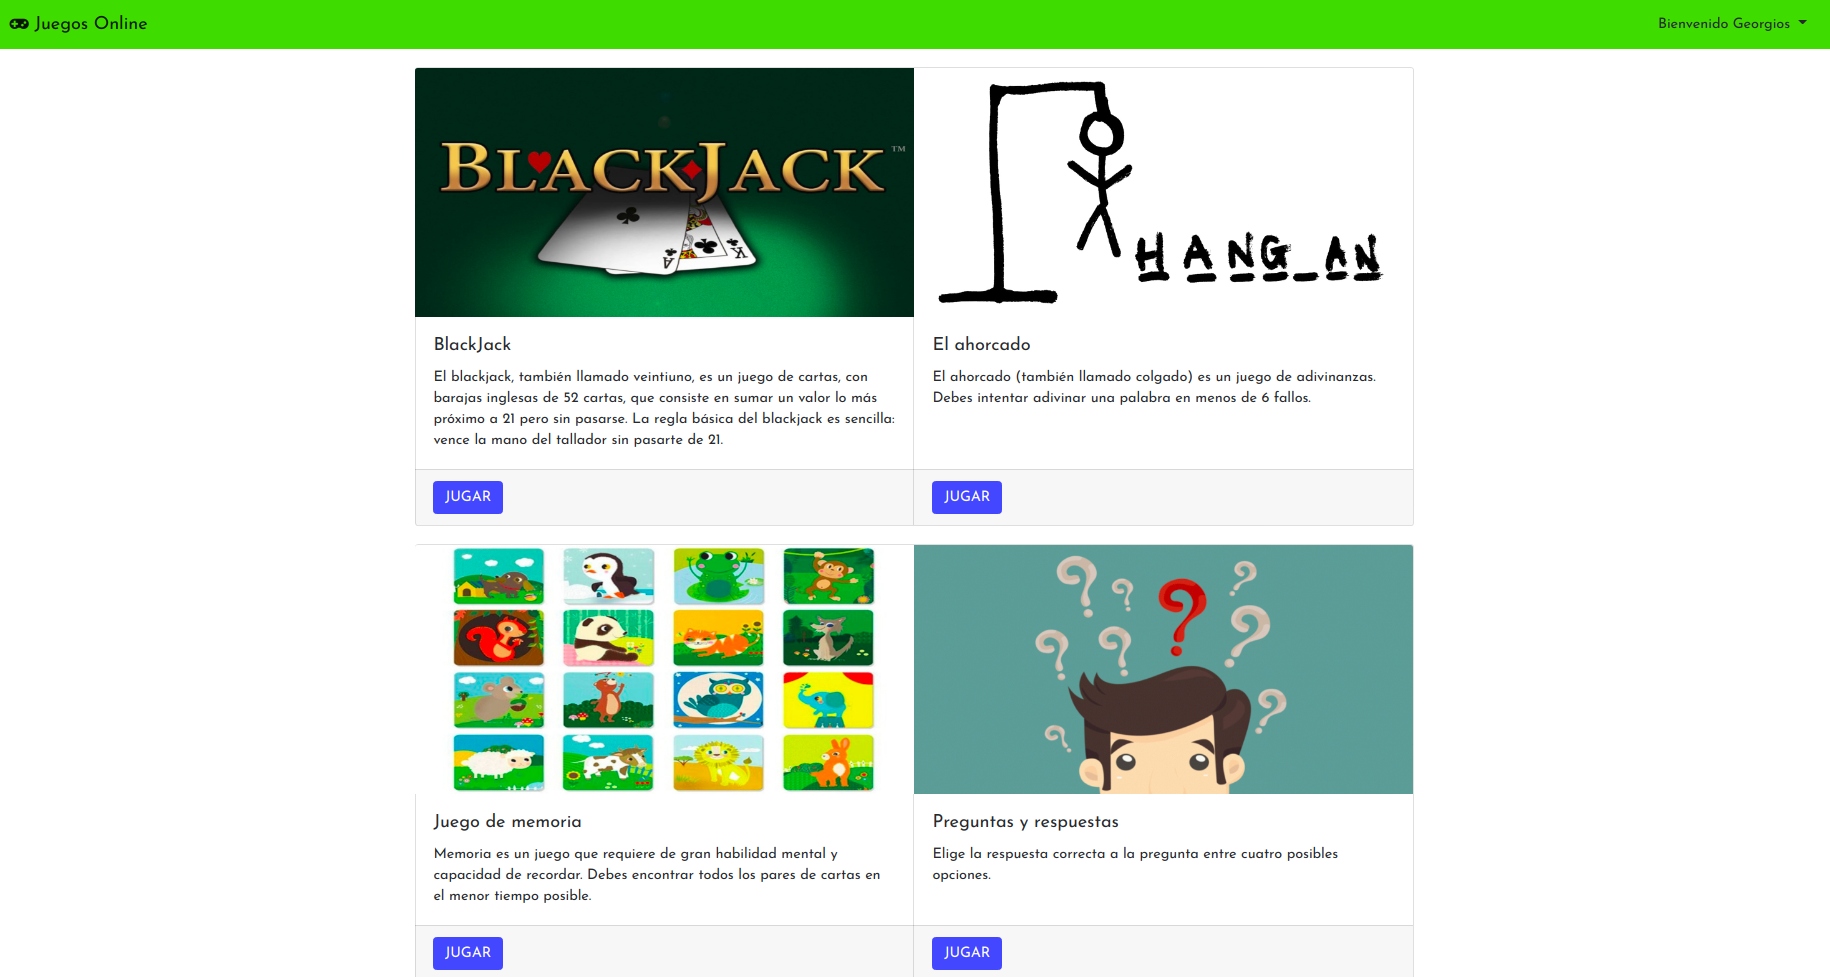 Juegos Online
Bienvenido Georgios
BLACKJACK™
A
K
HANG_AN
BlackJack
El blackjack, también llamado veintiuno, es un juego de cartas, con
barajas inglesas de 52 cartas, que consiste en sumar un valor lo más
próximo a 21 pero sin pasarse. La regla básica del blackjack es sencilla:
vence la mano del tallador sin pasarte de 21.
El ahorcado
El ahorcado (también llamado colgado) es un juego de adivinanzas.
Debes intentar adivinar una palabra en menos de 6 fallos.
JUGAR
JUGAR
? ? ? ? ? ? ? ? ?
Juego de memoria
Memoria es un juego que requiere de gran habilidad mental y
capacidad de recordar. Debes encontrar todos los pares de cartas en
el menor tiempo posible.
Preguntas y respuestas
Elige la respuesta correcta a la pregunta entre cuatro posibles
opciones.
JUGAR
JUGAR